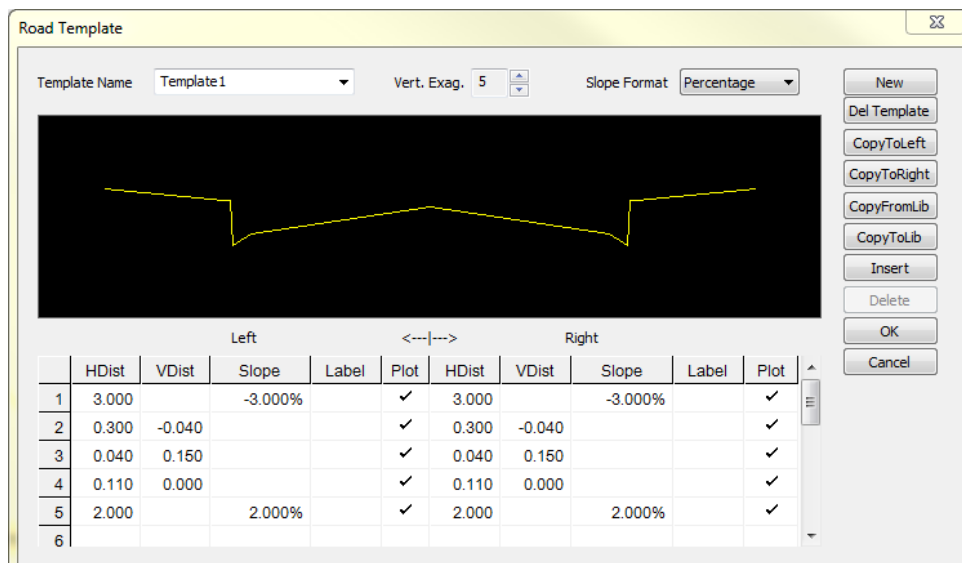 Road Template
Template Name Template1 Vert. Exag. 5 Slope Format Percentage New
Del Template
CopyToLeft
CopyToRight
CopyFromLib
CopyToLib
Insert
Delete
OK
Cancel
Left <---|---> Right
HDist VDist Slope Label Plot HDist VDist Slope Label Plot
1 3.000 -3.000% ✓ 3.000 -3.000% ✓
2 0.300 -0.040 ✓ 0.300 -0.040 ✓
3 0.040 0.150 ✓ 0.040 0.150 ✓
4 0.110 0.000 ✓ 0.110 0.000 ✓
5 2.000 2.000% ✓ 2.000 2.000% ✓
6